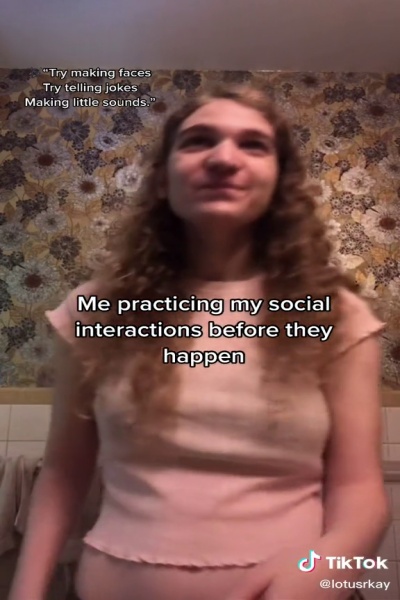 "Try making faces
Try telling jokes
Making little sounds."
Me practicing my social
interactions before they
happen
TikTok
@lotusrkay